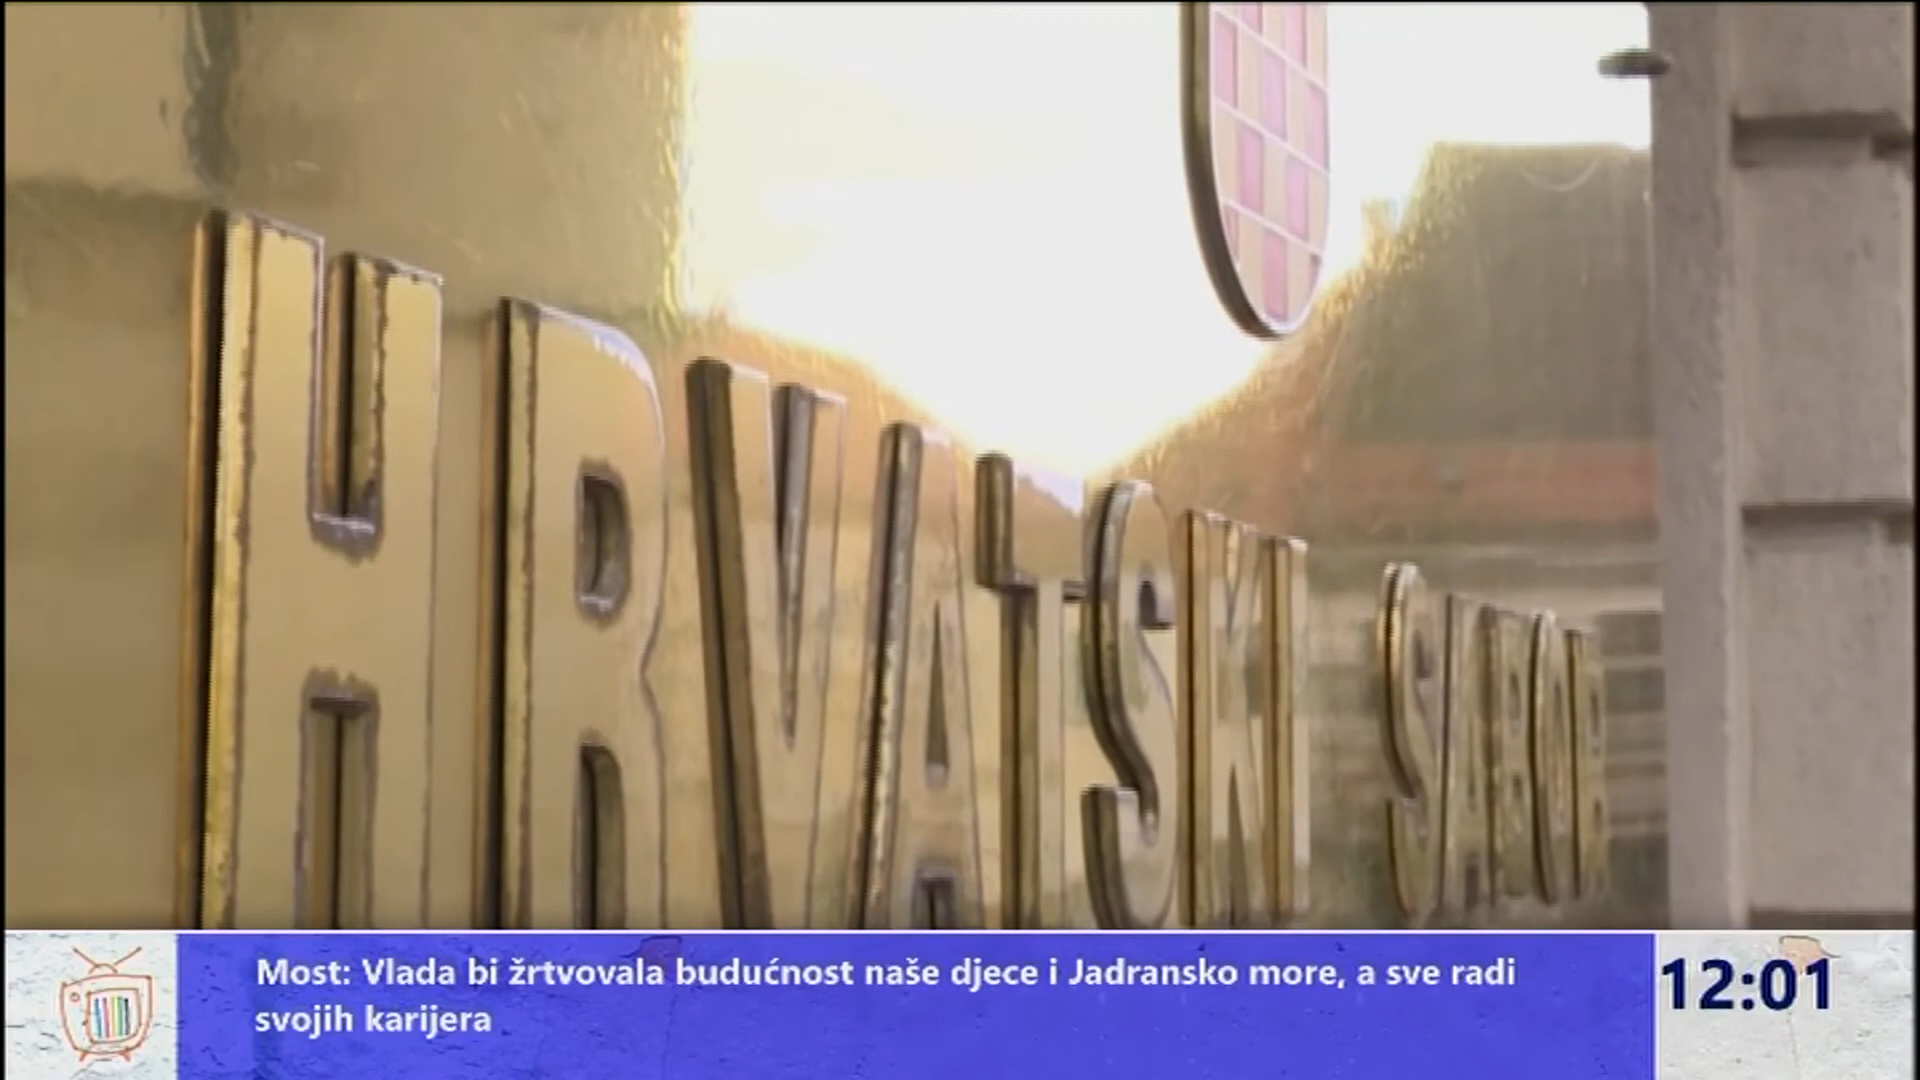 HRVATSKI SABOR
Most: Vlada bi žrtvovala budućnost naše djece i Jadransko more, a sve radi
svojih karijera
12:01